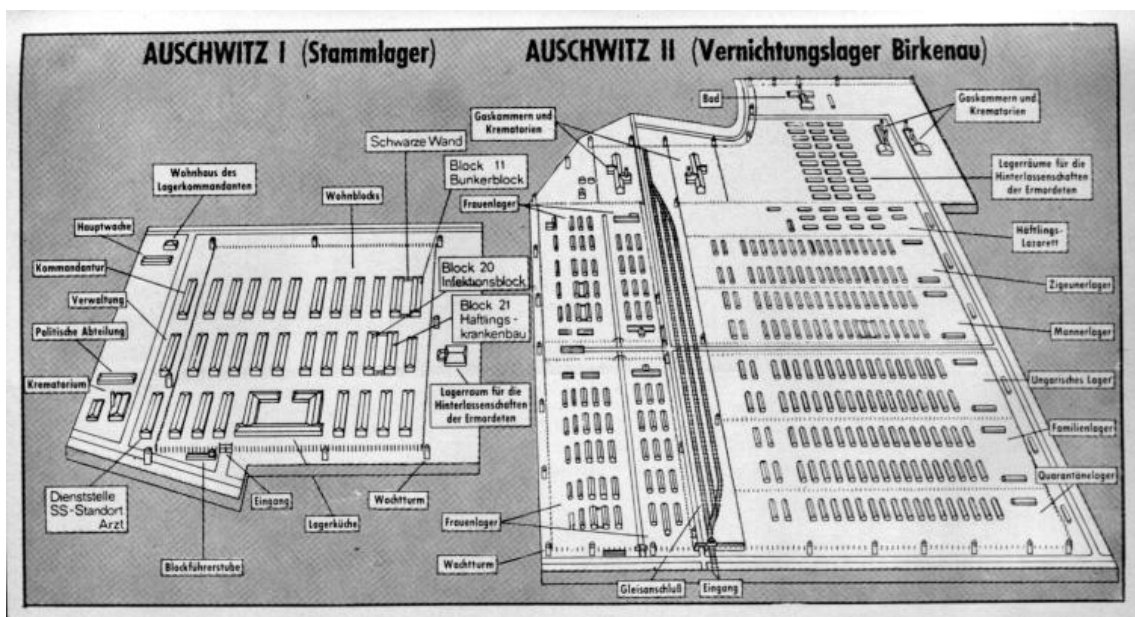 AUSCHWITZ I (Stammlager)
AUSCHWITZ II (Vernichtungslager Birkenau)
Schwarze Wand
Wohnhaus des
Lagerkommandanten
Wohnblocks
Block 11
Bunkerblock
Hauptwache
Kommandantur
Block 20
Infektionsblock
Verwaltung
Block 21
Häftlings-
krankenbau
Politische Abteilung
Krematorium
Lagerraum für die
Hinterlassenschaften
der Ermordeten
Dienststelle
SS-Standort
Arzt
Eingang
Lagerküche
Wachtturm
Blockführerstube
Bad
Gaskammern und
Krematorien
Gaskammern und
Krematorien
Lagerräume für die
Hinterlassenschaften
der Ermordeten
Frauenlager
Häftlings-
Lazarett
Zigeunerlager
Männerlager
Ungarisches Lager
Familienlager
Quarantänelager
Frauenlager
Wachtturm
Gleisanschluß
Eingang